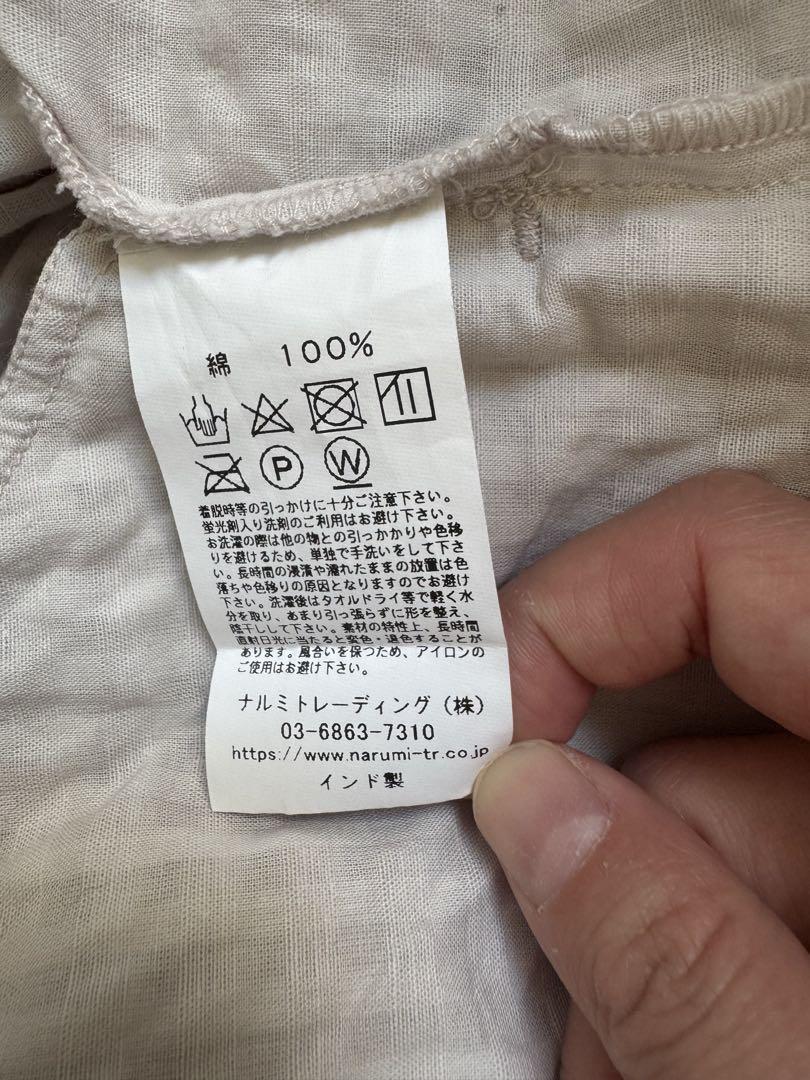 綿 100%
P W
着脱時等の引っかけに十分ご注意下さい。
蛍光剤入り洗剤のご利用はお避け下さい。
お洗濯の際は他の物との引っかかりや色移
りを避けるため、単独で手洗いをして下さ
い。長時間の浸漬や濡れたままの放置は色
落ちや色移りの原因となりますのでお避け
下さい。洗濯後はタオルドライ等で軽く水
分を取り、あまり引っ張らずに形を整え、
陰干しして下さい。素材の特性上、長時間
直射日光に当たると変色・退色することが
あります。風合いを保つため、アイロンの
ご使用はお避け下さい。
ナルミトレーディング（株）
03-6863-7310
https://www.narumi-tr.co.jp
インド製